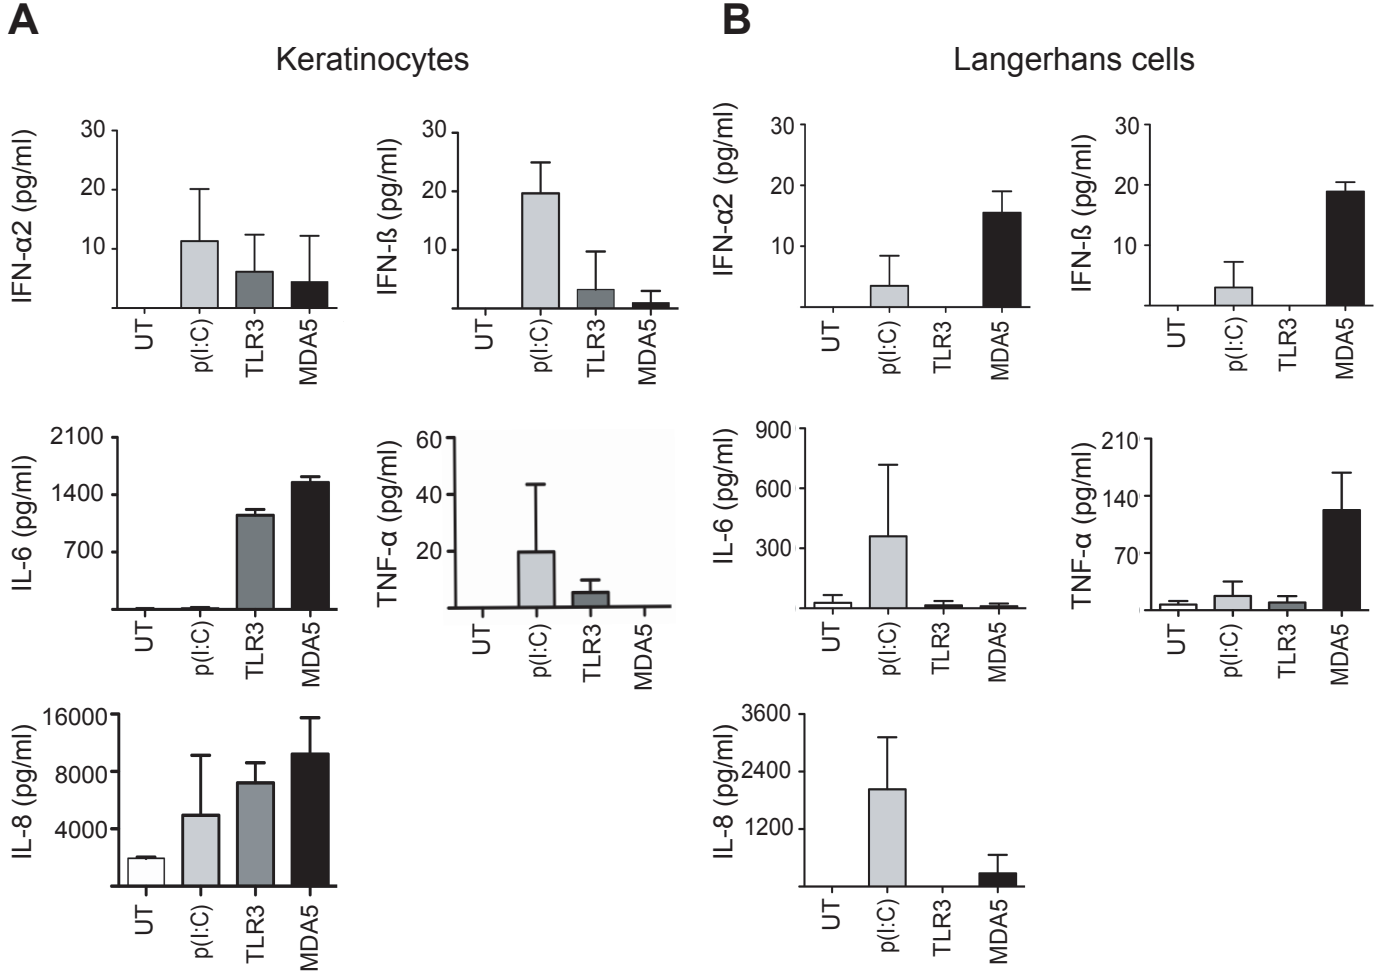 A
B
Keratinocytes
Langerhans cells
IFN-α2 (pg/ml)
30
20
10
UT
p(I:C)
TLR3
MDA5
IFN-ß (pg/ml)
30
20
10
UT
p(I:C)
TLR3
MDA5
IFN-α2 (pg/ml)
30
20
10
UT
p(I:C)
TLR3
MDA5
IFN-ß (pg/ml)
30
20
10
UT
p(I:C)
TLR3
MDA5
IL-6 (pg/ml)
2100
1400
700
UT
p(I:C)
TLR3
MDA5
TNF-α (pg/ml)
60
40
20
UT
p(I:C)
TLR3
MDA5
IL-6 (pg/ml)
900
600
300
UT
p(I:C)
TLR3
MDA5
TNF-α (pg/ml)
210
140
70
UT
p(I:C)
TLR3
MDA5
IL-8 (pg/ml)
16000
8000
4000
UT
p(I:C)
TLR3
MDA5
IL-8 (pg/ml)
3600
2400
1200
UT
p(I:C)
TLR3
MDA5